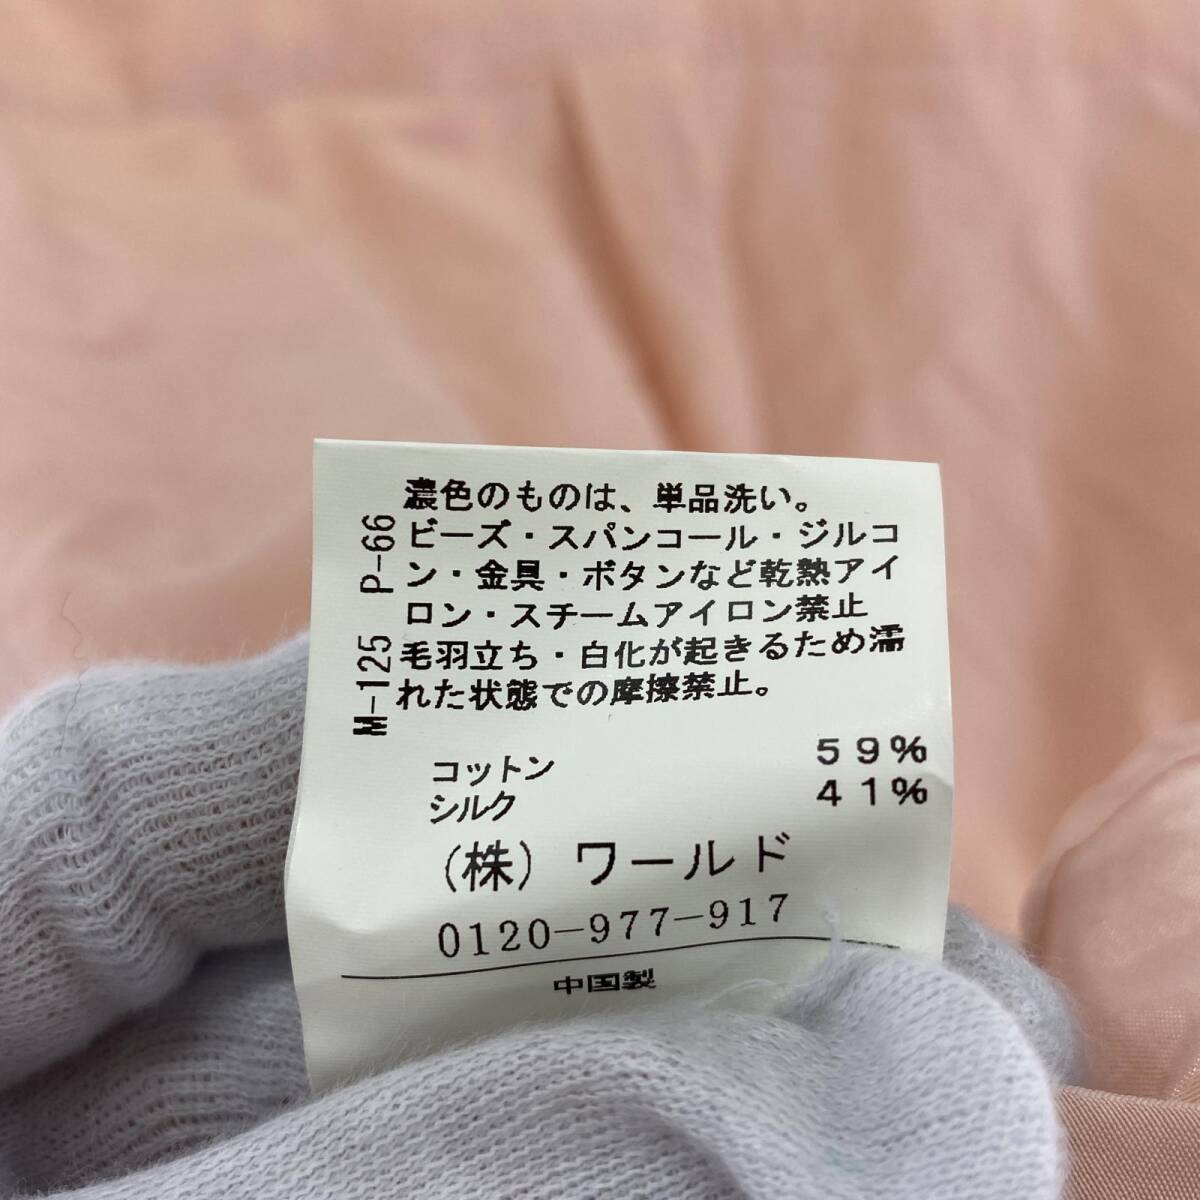 濃色のものは、単品洗い。
ビーズ・スパンコール・ジルコ
ン・金具・ボタンなど乾熱アイ
ロン・スチームアイロン禁止
毛羽立ち・白化が起きるため濡
れた状態での摩擦禁止。
M-125 P-66
コットン 59%
シルク 41%
(株) ワールド
0120-977-917
中国製